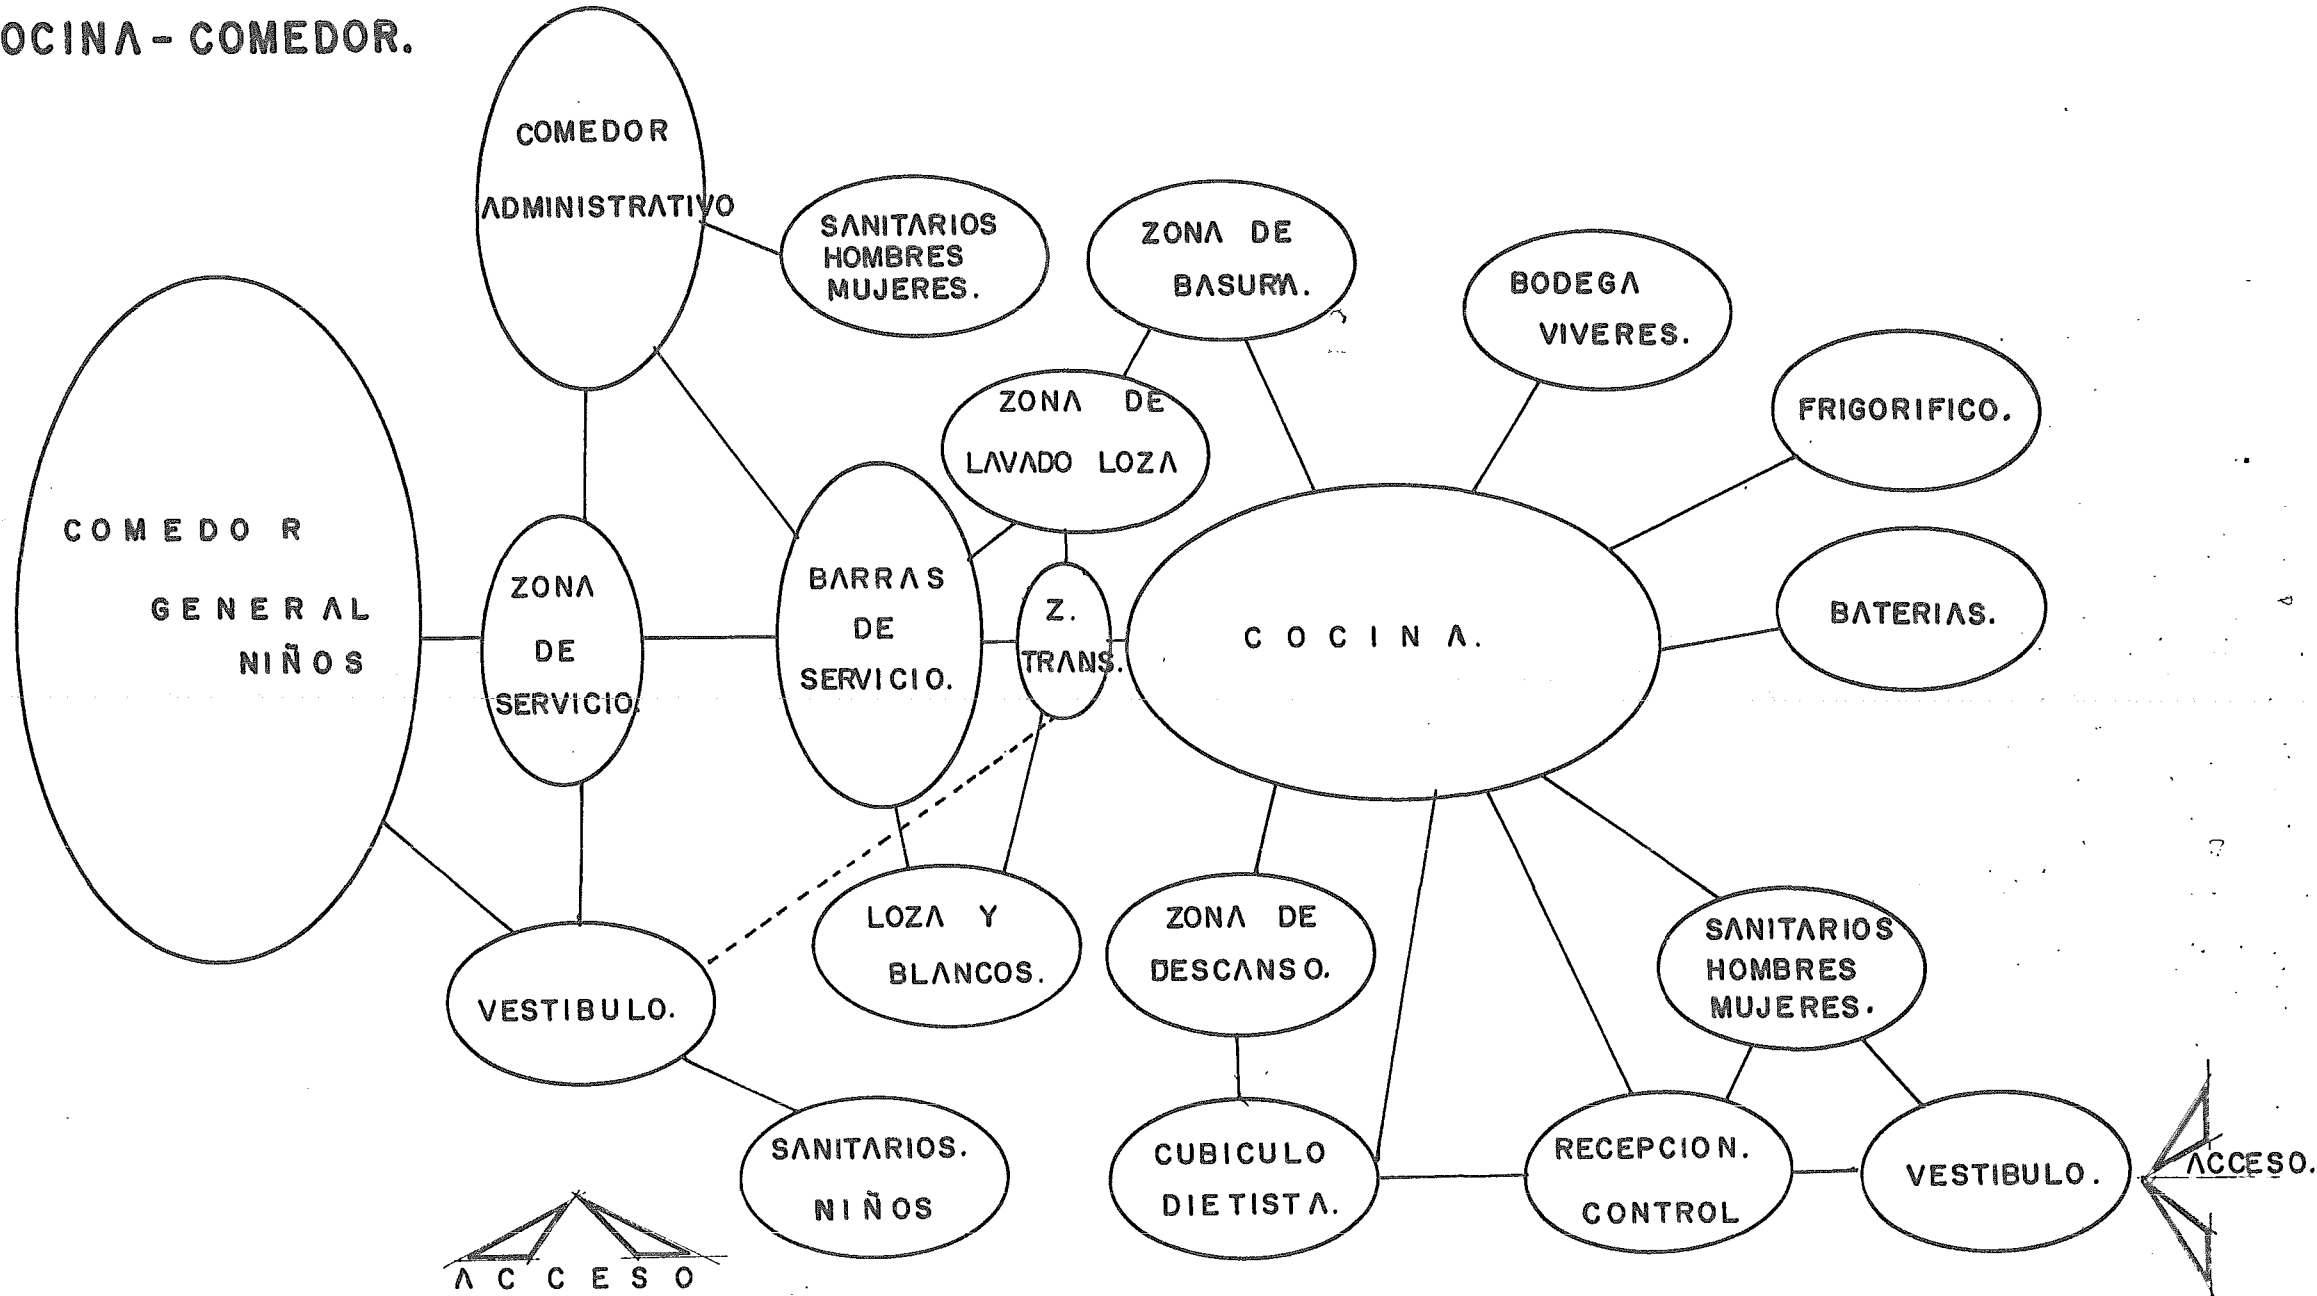 OCINA - COMEDOR.
COMEDOR
ADMINISTRATIVO
SANITARIOS
HOMBRES
MUJERES.
ZONA DE
BASURA.
BODEGA
VIVERES.
FRIGORIFICO.
ZONA DE
LAVADO LOZA
COMEDOR
GENERAL
NIÑOS
ZONA
DE
SERVICIO.
BARRAS
DE
SERVICIO.
Z.
TRANS.
COCINA.
BATERIAS.
VESTIBULO.
LOZA Y
BLANCOS.
ZONA DE
DESCANSO.
SANITARIOS
HOMBRES
MUJERES.
SANITARIOS.
NIÑOS
CUBICULO
DIETISTA.
RECEPCION.
CONTROL
VESTIBULO.
ACCESO.
ACCESO